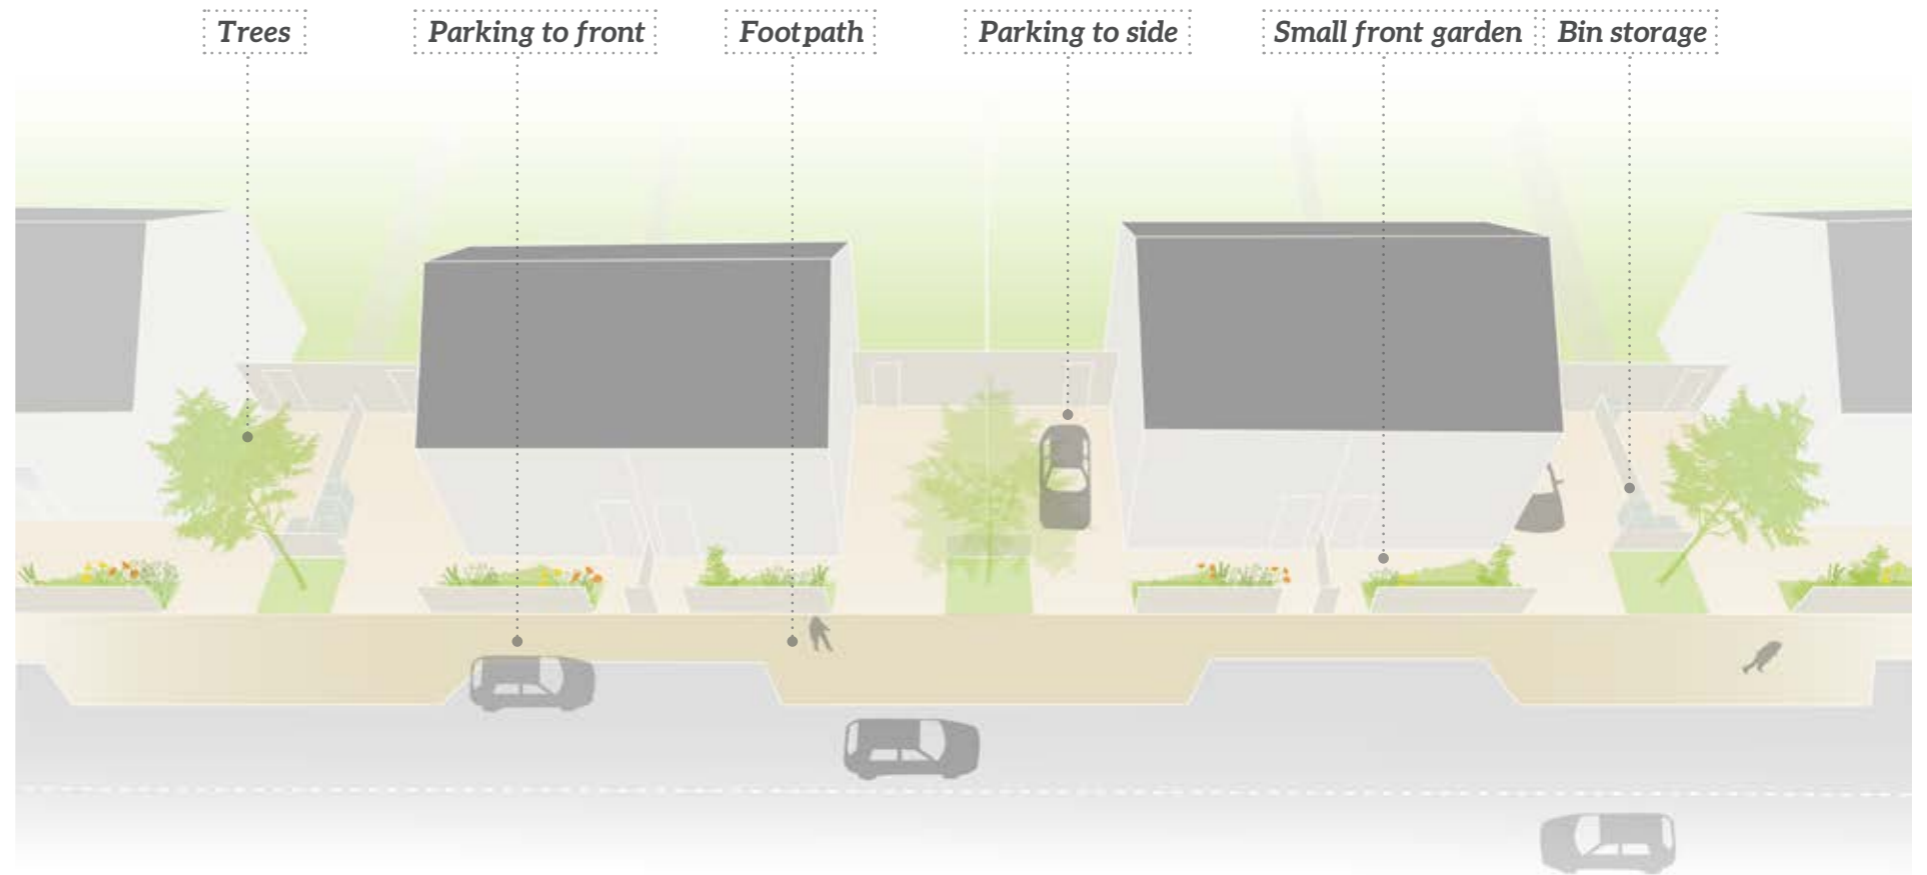 Trees
Parking to front
Footpath
Parking to side
Small front garden
Bin storage